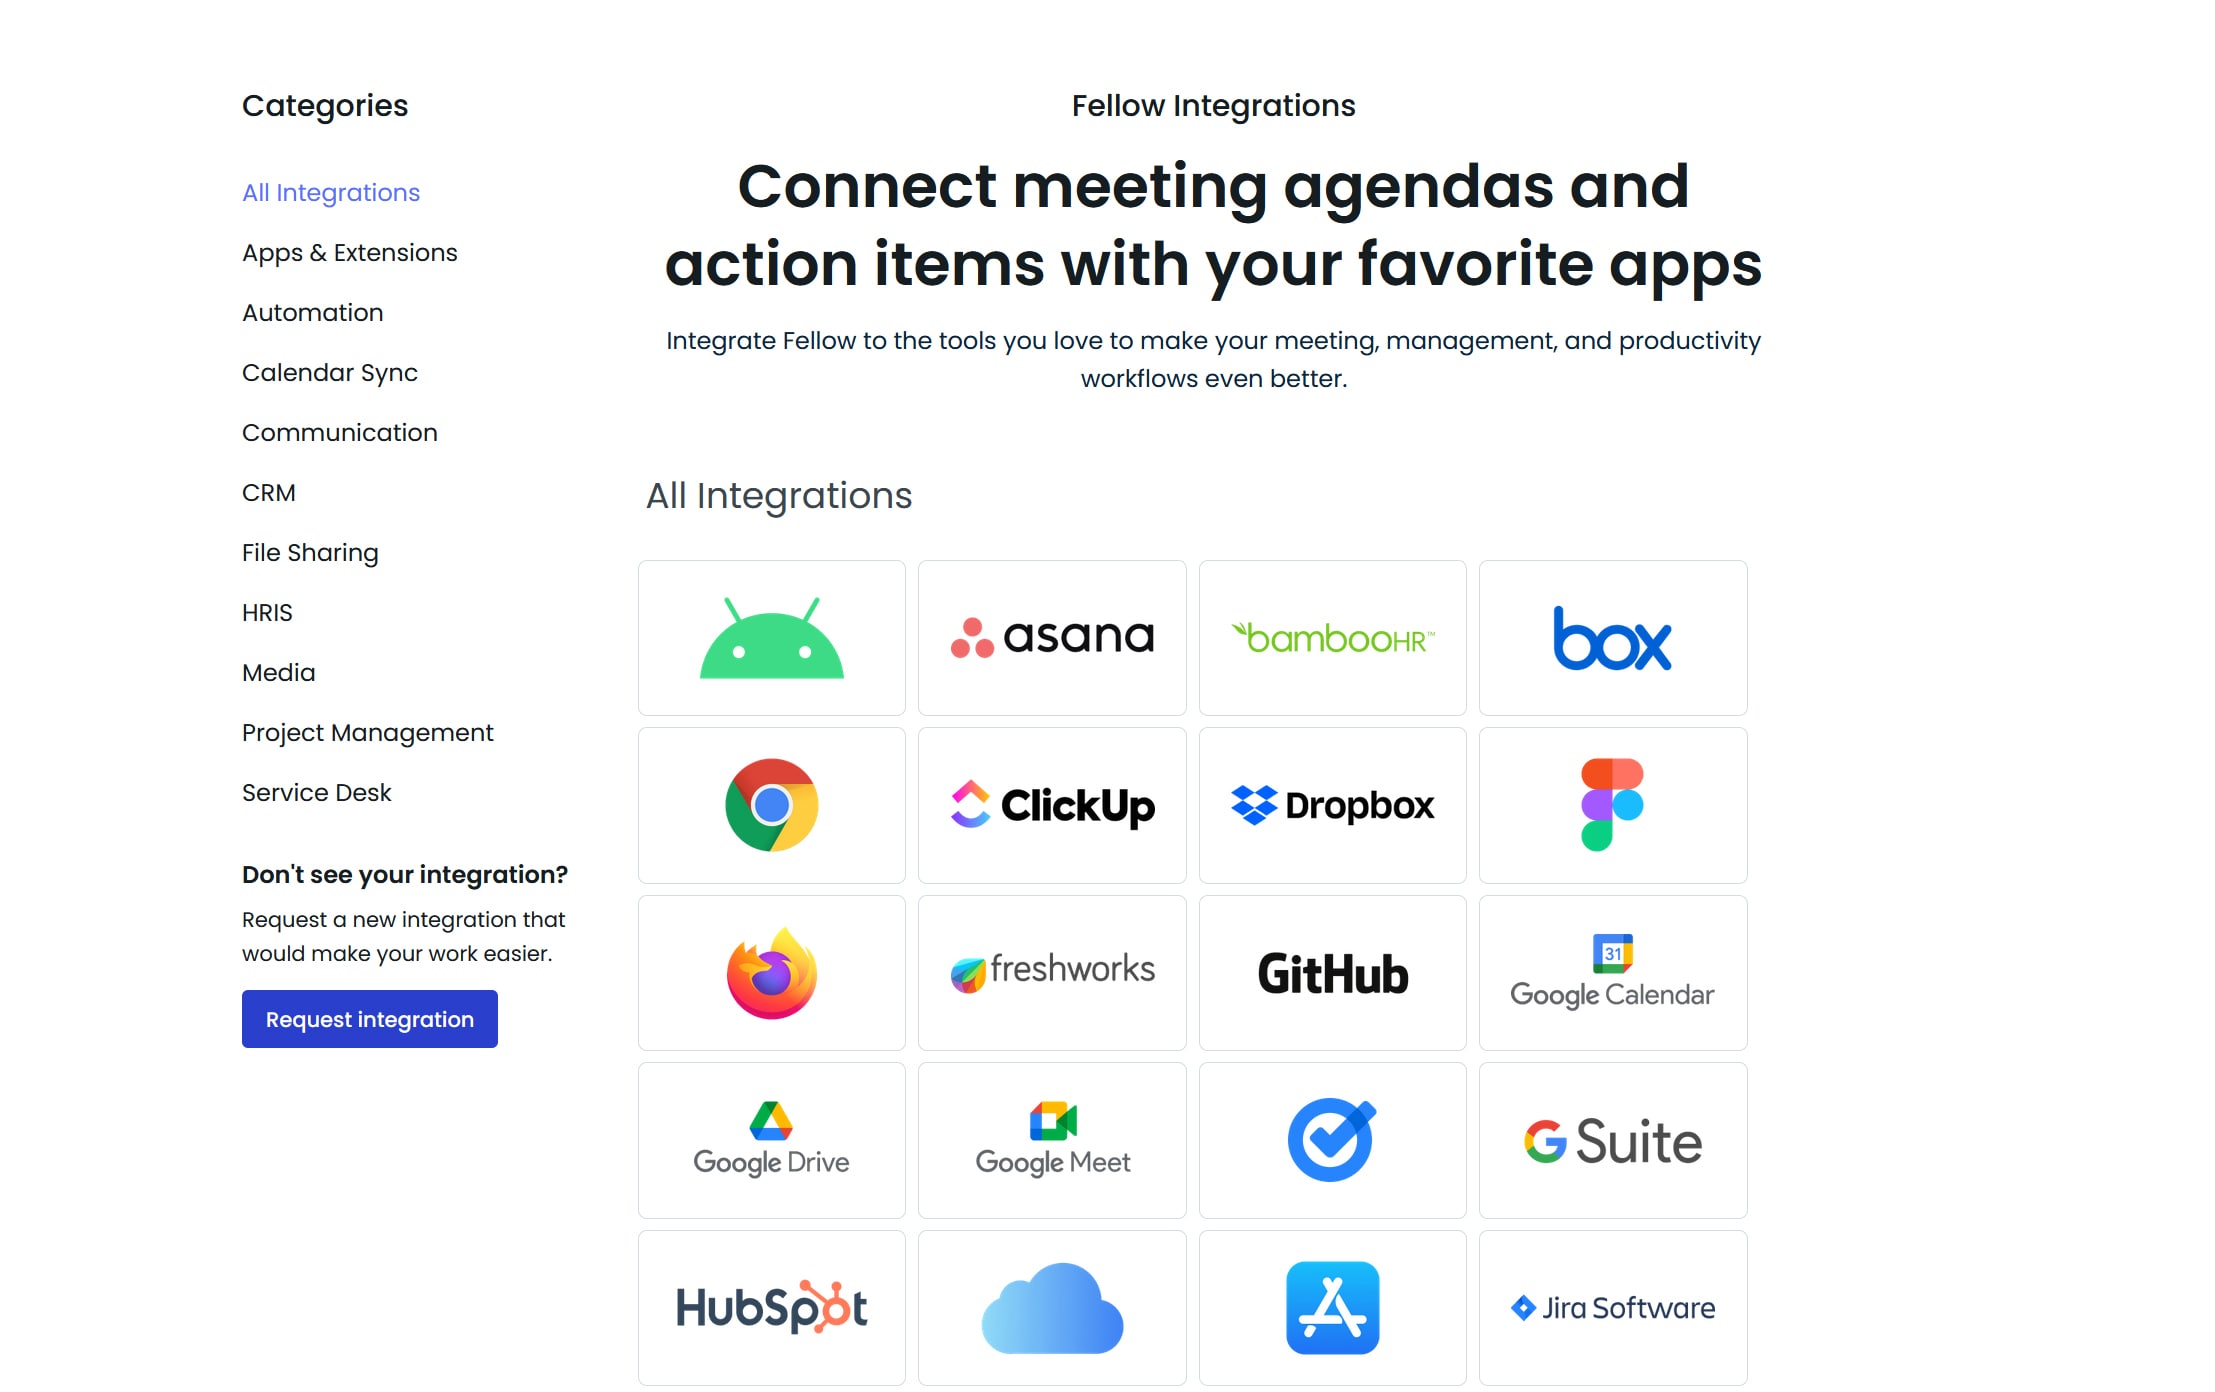 Categories
All Integrations
Apps & Extensions
Automation
Calendar Sync
Communication
CRM
File Sharing
HRIS
Media
Project Management
Service Desk
Don't see your integration?
Request a new integration that
would make your work easier.
Request integration
Fellow Integrations
Connect meeting agendas and
action items with your favorite apps
Integrate Fellow to the tools you love to make your meeting, management, and productivity
workflows even better.
All Integrations
asana
bambooHR™
box
ClickUp
Dropbox
freshworks
GitHub
31
Google Calendar
Google Drive
Google Meet
G Suite
HubSpot
Jira Software